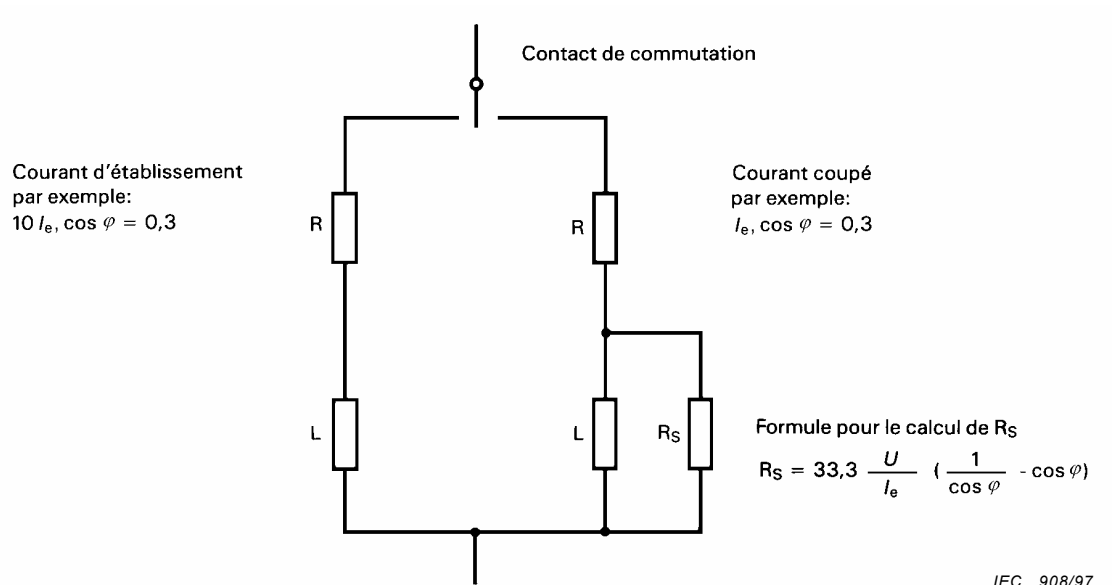 Contact de commutation
Courant d'établissement
par exemple:
10 Ie, cos φ = 0,3
Courant coupé
par exemple:
Ie, cos φ = 0,3
R
R
L
L
RS
Formule pour le calcul de RS
RS = 33,3 U / Ie ( 1 / cos φ - cos φ)
IEC 908/97